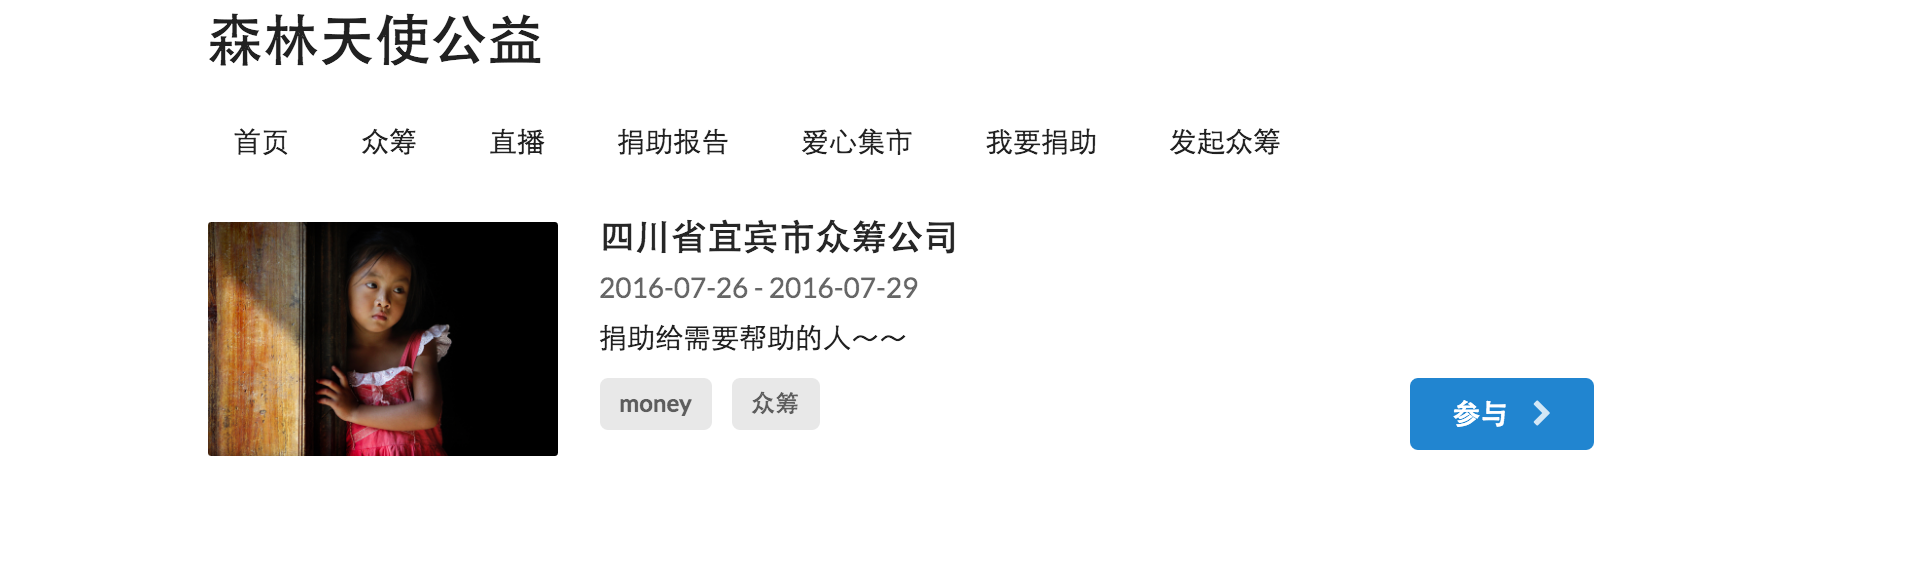 森林天使公益
首页 众筹 直播 捐助报告 爱心集市 我要捐助 发起众筹
四川省宜宾市众筹公司
2016-07-26 - 2016-07-29
捐助给需要帮助的人～～
money 众筹
参与